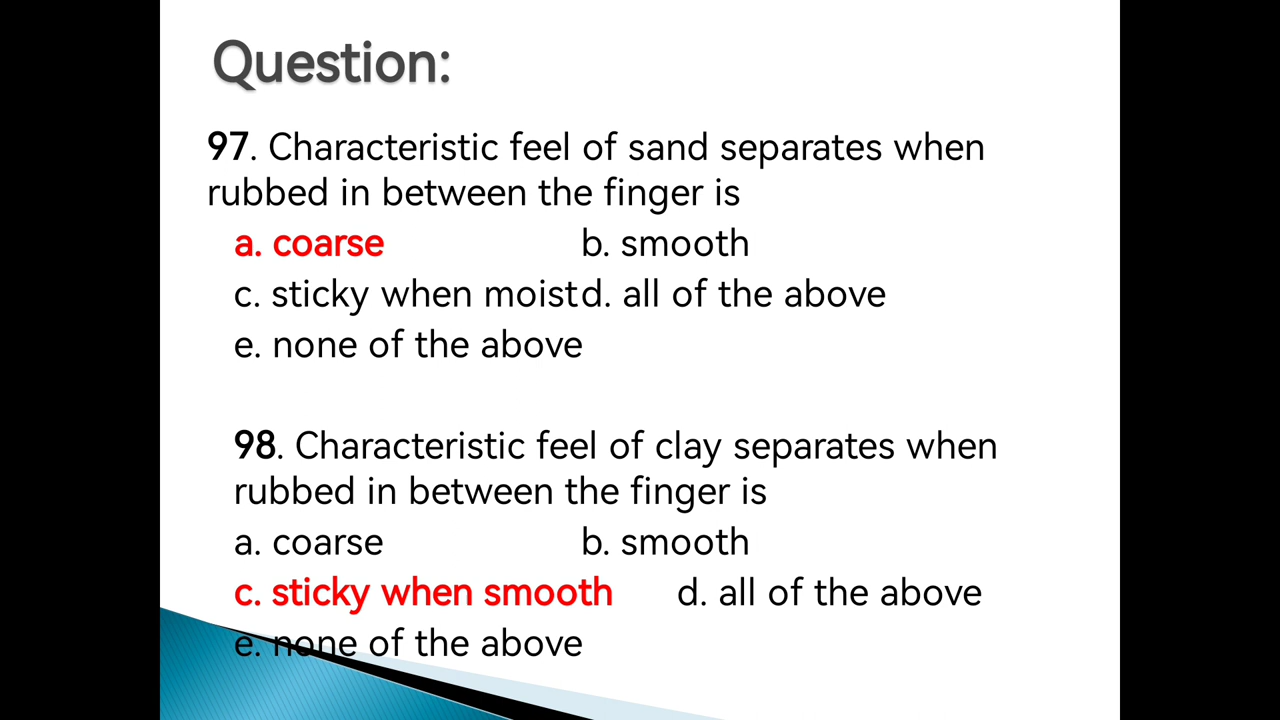 Question:
97. Characteristic feel of sand separates when
rubbed in between the finger is
a. coarse b. smooth
c. sticky when moist d. all of the above
e. none of the above
98. Characteristic feel of clay separates when
rubbed in between the finger is
a. coarse b. smooth
c. sticky when smooth d. all of the above
e. none of the above